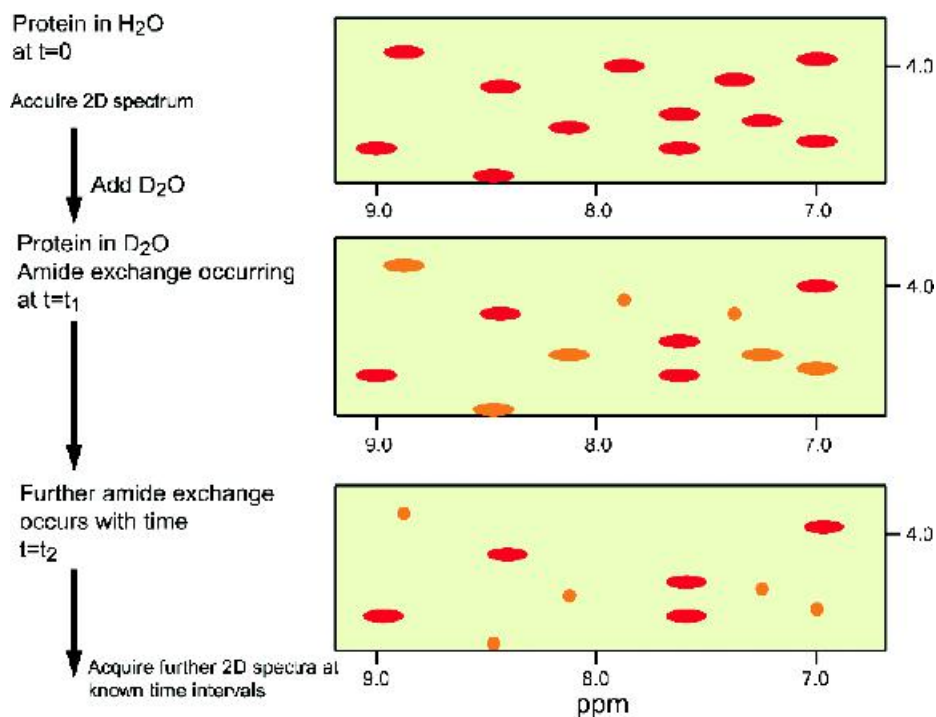 Protein in H₂O
at t=0
4.0
Accuire 2D spectrum
Add D₂O
9.0 8.0 7.0
Protein in D₂O
Amide exchange occurring
at t=t₁
4.0
9.0 8.0 7.0
Further amide exchange
occurs with time
t=t₂
4.0
Acquire further 2D spectra at
known time intervals
9.0 8.0 7.0
ppm